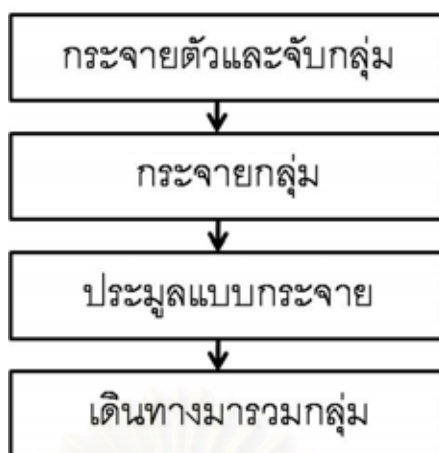 กระจายตัวและจับกลุ่ม
กระจายกลุ่ม
ประมูลแบบกระจาย
เดินทางมารวมกลุ่ม